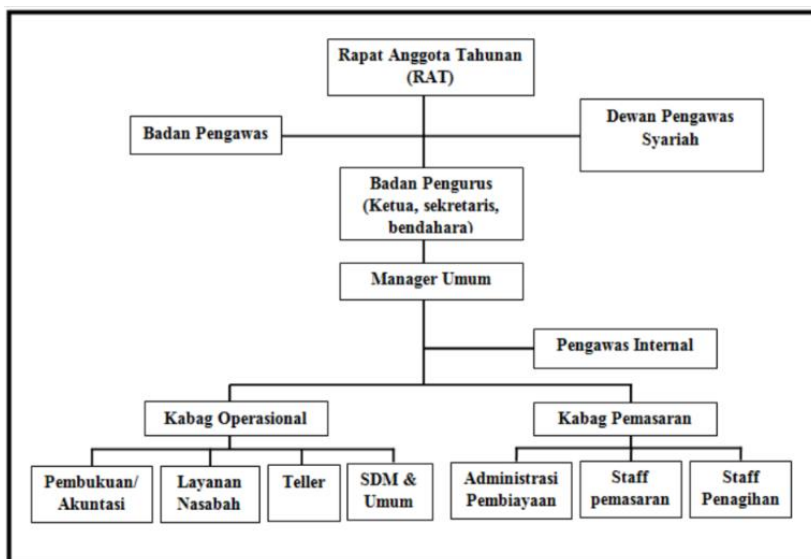 Rapat Anggota Tahunan
(RAT)
Badan Pengawas
Dewan Pengawas
Syariah
Badan Pengurus
(Ketua, sekretaris,
bendahara)
Manager Umum
Pengawas Internal
Kabag Operasional
Kabag Pemasaran
Pembukuan/
Akuntasi
Layanan
Nasabah
Teller
SDM &
Umum
Administrasi
Pembiayaan
Staff
pemasaran
Staff
Penagihan